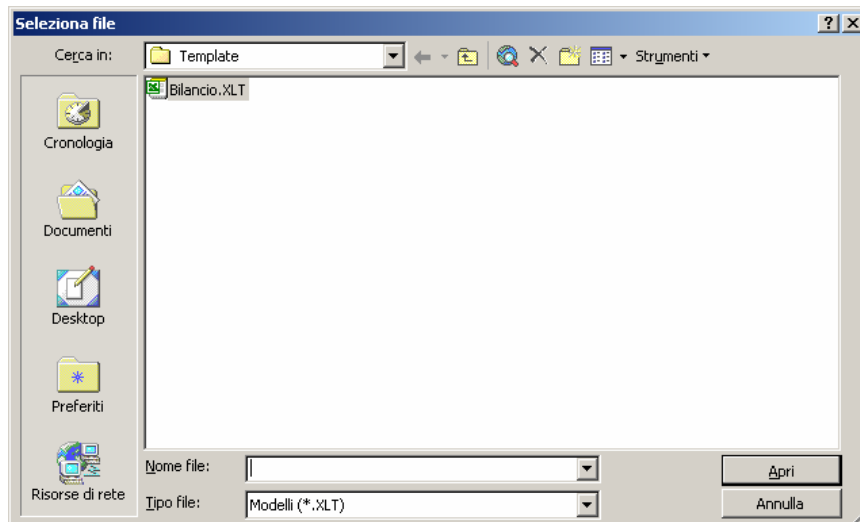 Seleziona file
Cerca in: Template Strumenti
Bilancio.XLT
Cronologia
Documenti
Desktop
Preferiti
Risorse di rete
Nome file: Apri
Tipo file: Modelli (*.XLT) Annulla